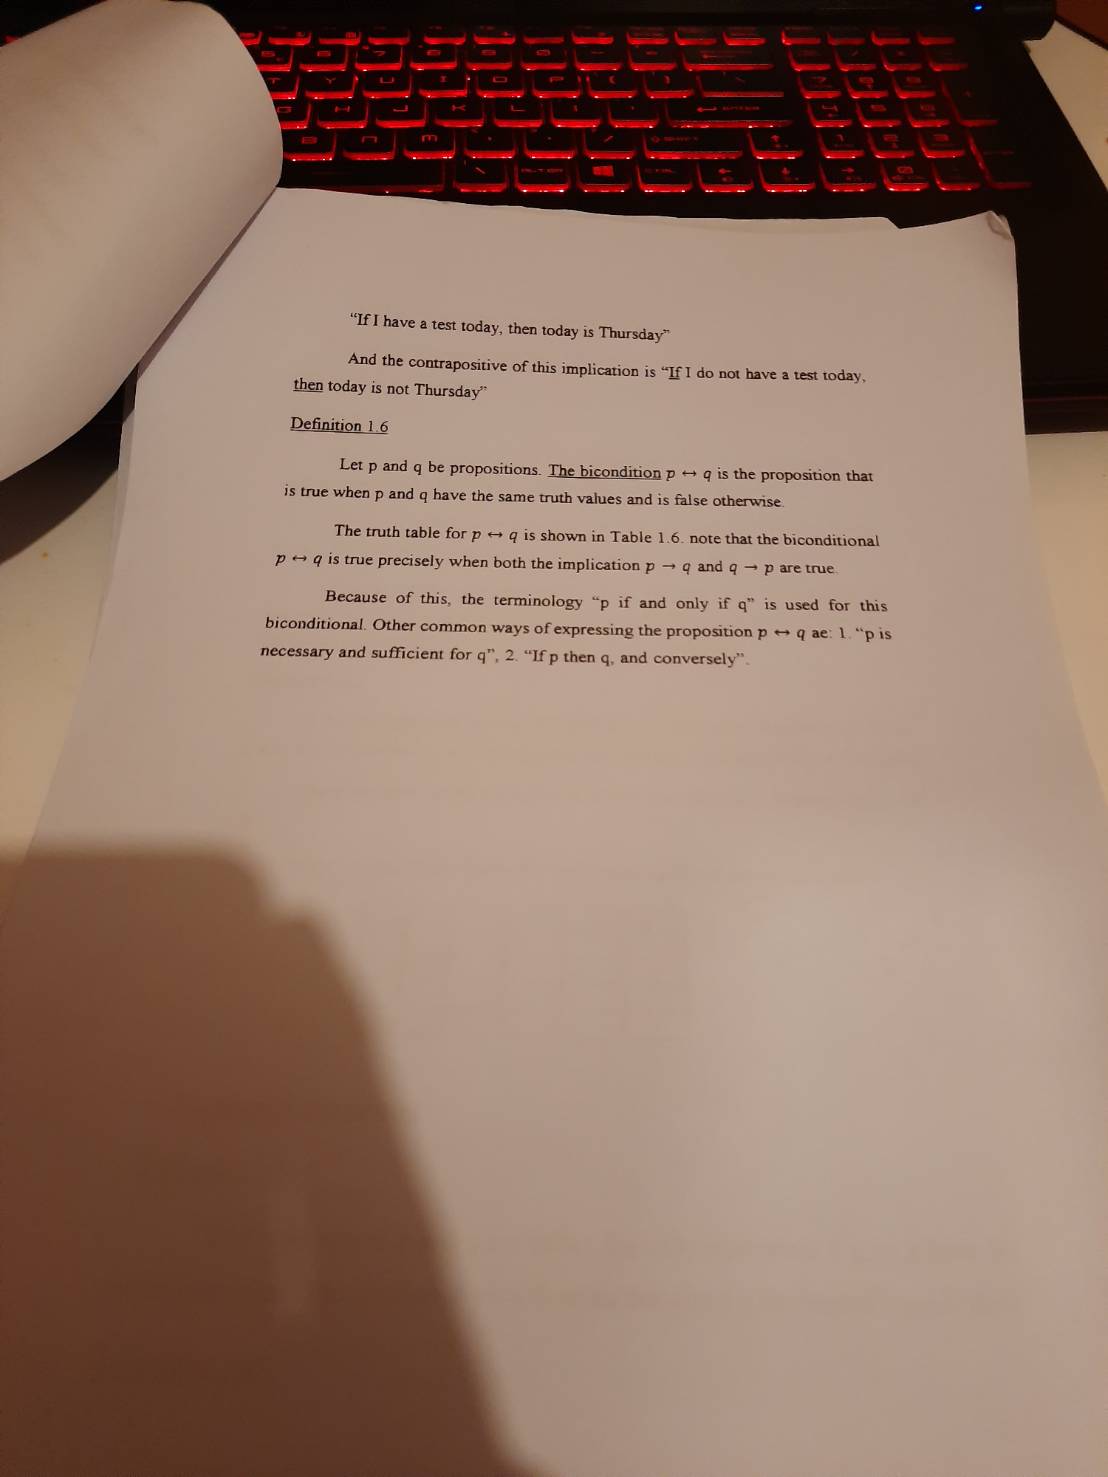 “If I have a test today, then today is Thursday”
And the contrapositive of this implication is “If I do not have a test today,
then today is not Thursday”
Definition 1.6
Let p and q be propositions. The bicondition p ↔ q is the proposition that
is true when p and q have the same truth values and is false otherwise.
The truth table for p ↔ q is shown in Table 1.6. note that the biconditional
p ↔ q is true precisely when both the implication p → q and q → p are true.
Because of this, the terminology “p if and only if q” is used for this
biconditional. Other common ways of expressing the proposition p ↔ q ae: 1. “p is
necessary and sufficient for q”, 2. “If p then q, and conversely”.